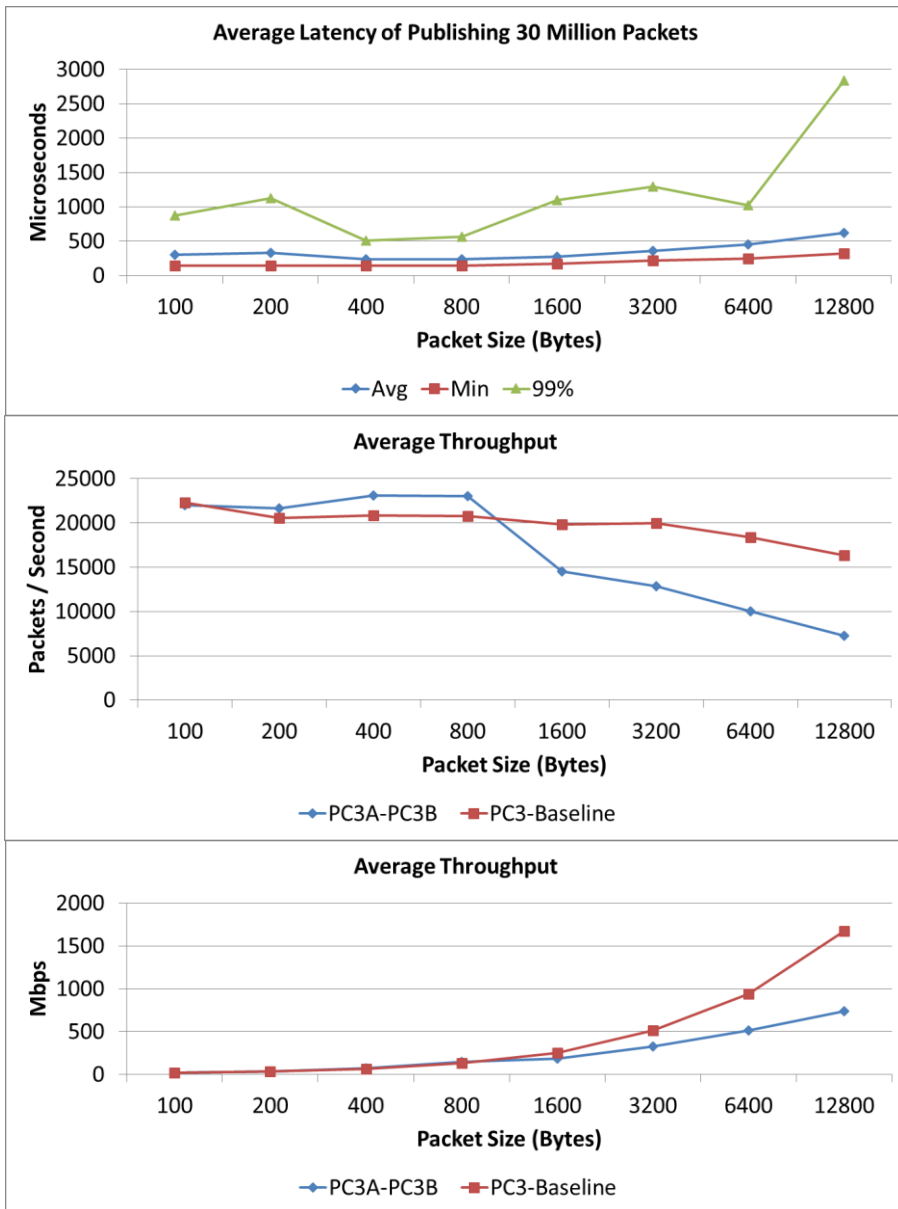 Average Latency of Publishing 30 Million Packets
3000
2500
2000
1500
1000
500
0
Microseconds
100 200 400 800 1600 3200 6400 12800
Packet Size (Bytes)
Avg Min 99%
Average Throughput
25000
20000
15000
10000
5000
0
Packets / Second
100 200 400 800 1600 3200 6400 12800
Packet Size (Bytes)
PC3A-PC3B PC3-Baseline
Average Throughput
2000
1500
1000
500
0
Mbps
100 200 400 800 1600 3200 6400 12800
Packet Size (Bytes)
PC3A-PC3B PC3-Baseline